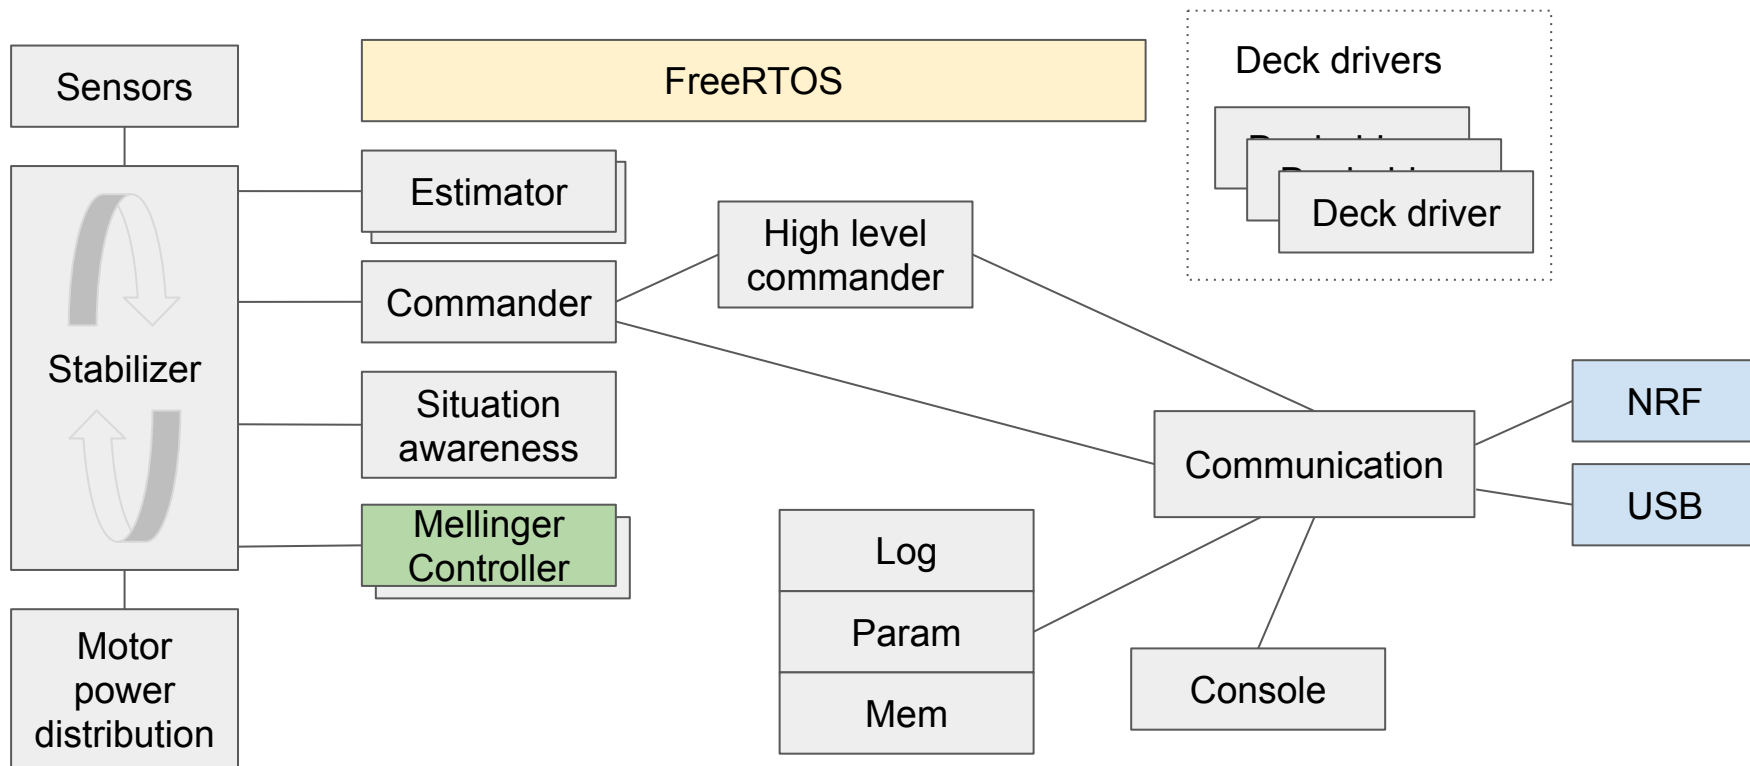 Sensors
FreeRTOS
Deck drivers
Deck driver
Estimator
High level
commander
Commander
Stabilizer
Situation
awareness
NRF
Communication
USB
Mellinger
Controller
Log
Param
Mem
Console
Motor
power
distribution